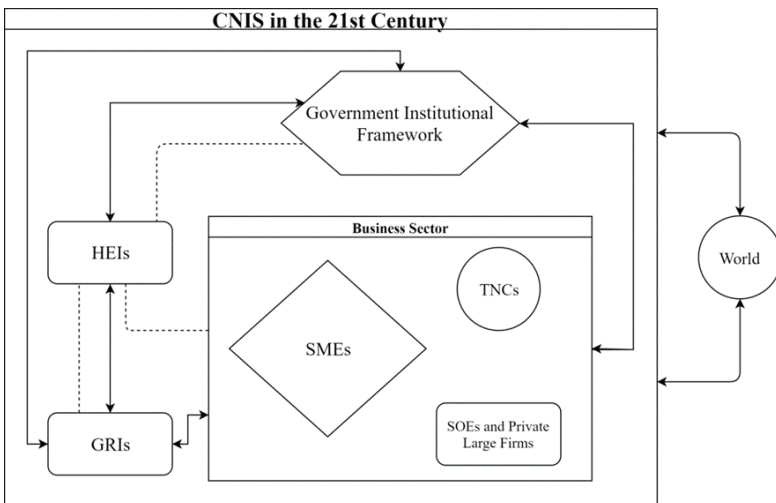 CNIS in the 21st Century
Government Institutional
Framework
HEIs
Business Sector
TNCs
World
SMEs
SOEs and Private
Large Firms
GRIs